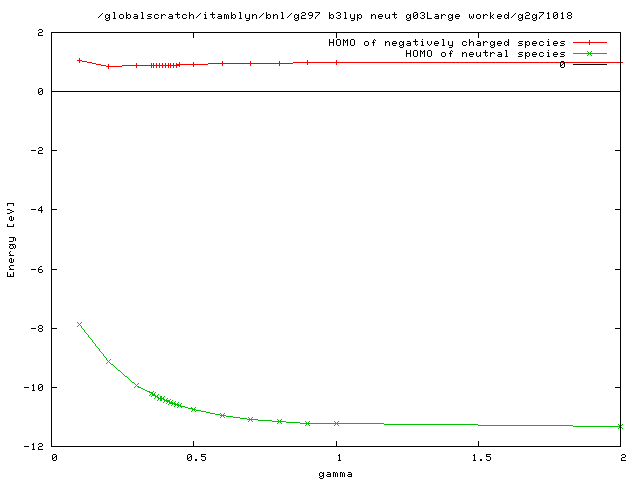 /globalscratch/itamblyn/bnl/g297 b3lyp neut g03Large worked/g2g71018
HOMO of negatively charged species
HOMO of neutral species
0
2
0
-2
-4
-6
-8
-10
-12
Energy [eV]
0 0.5 1 1.5 2
gamma